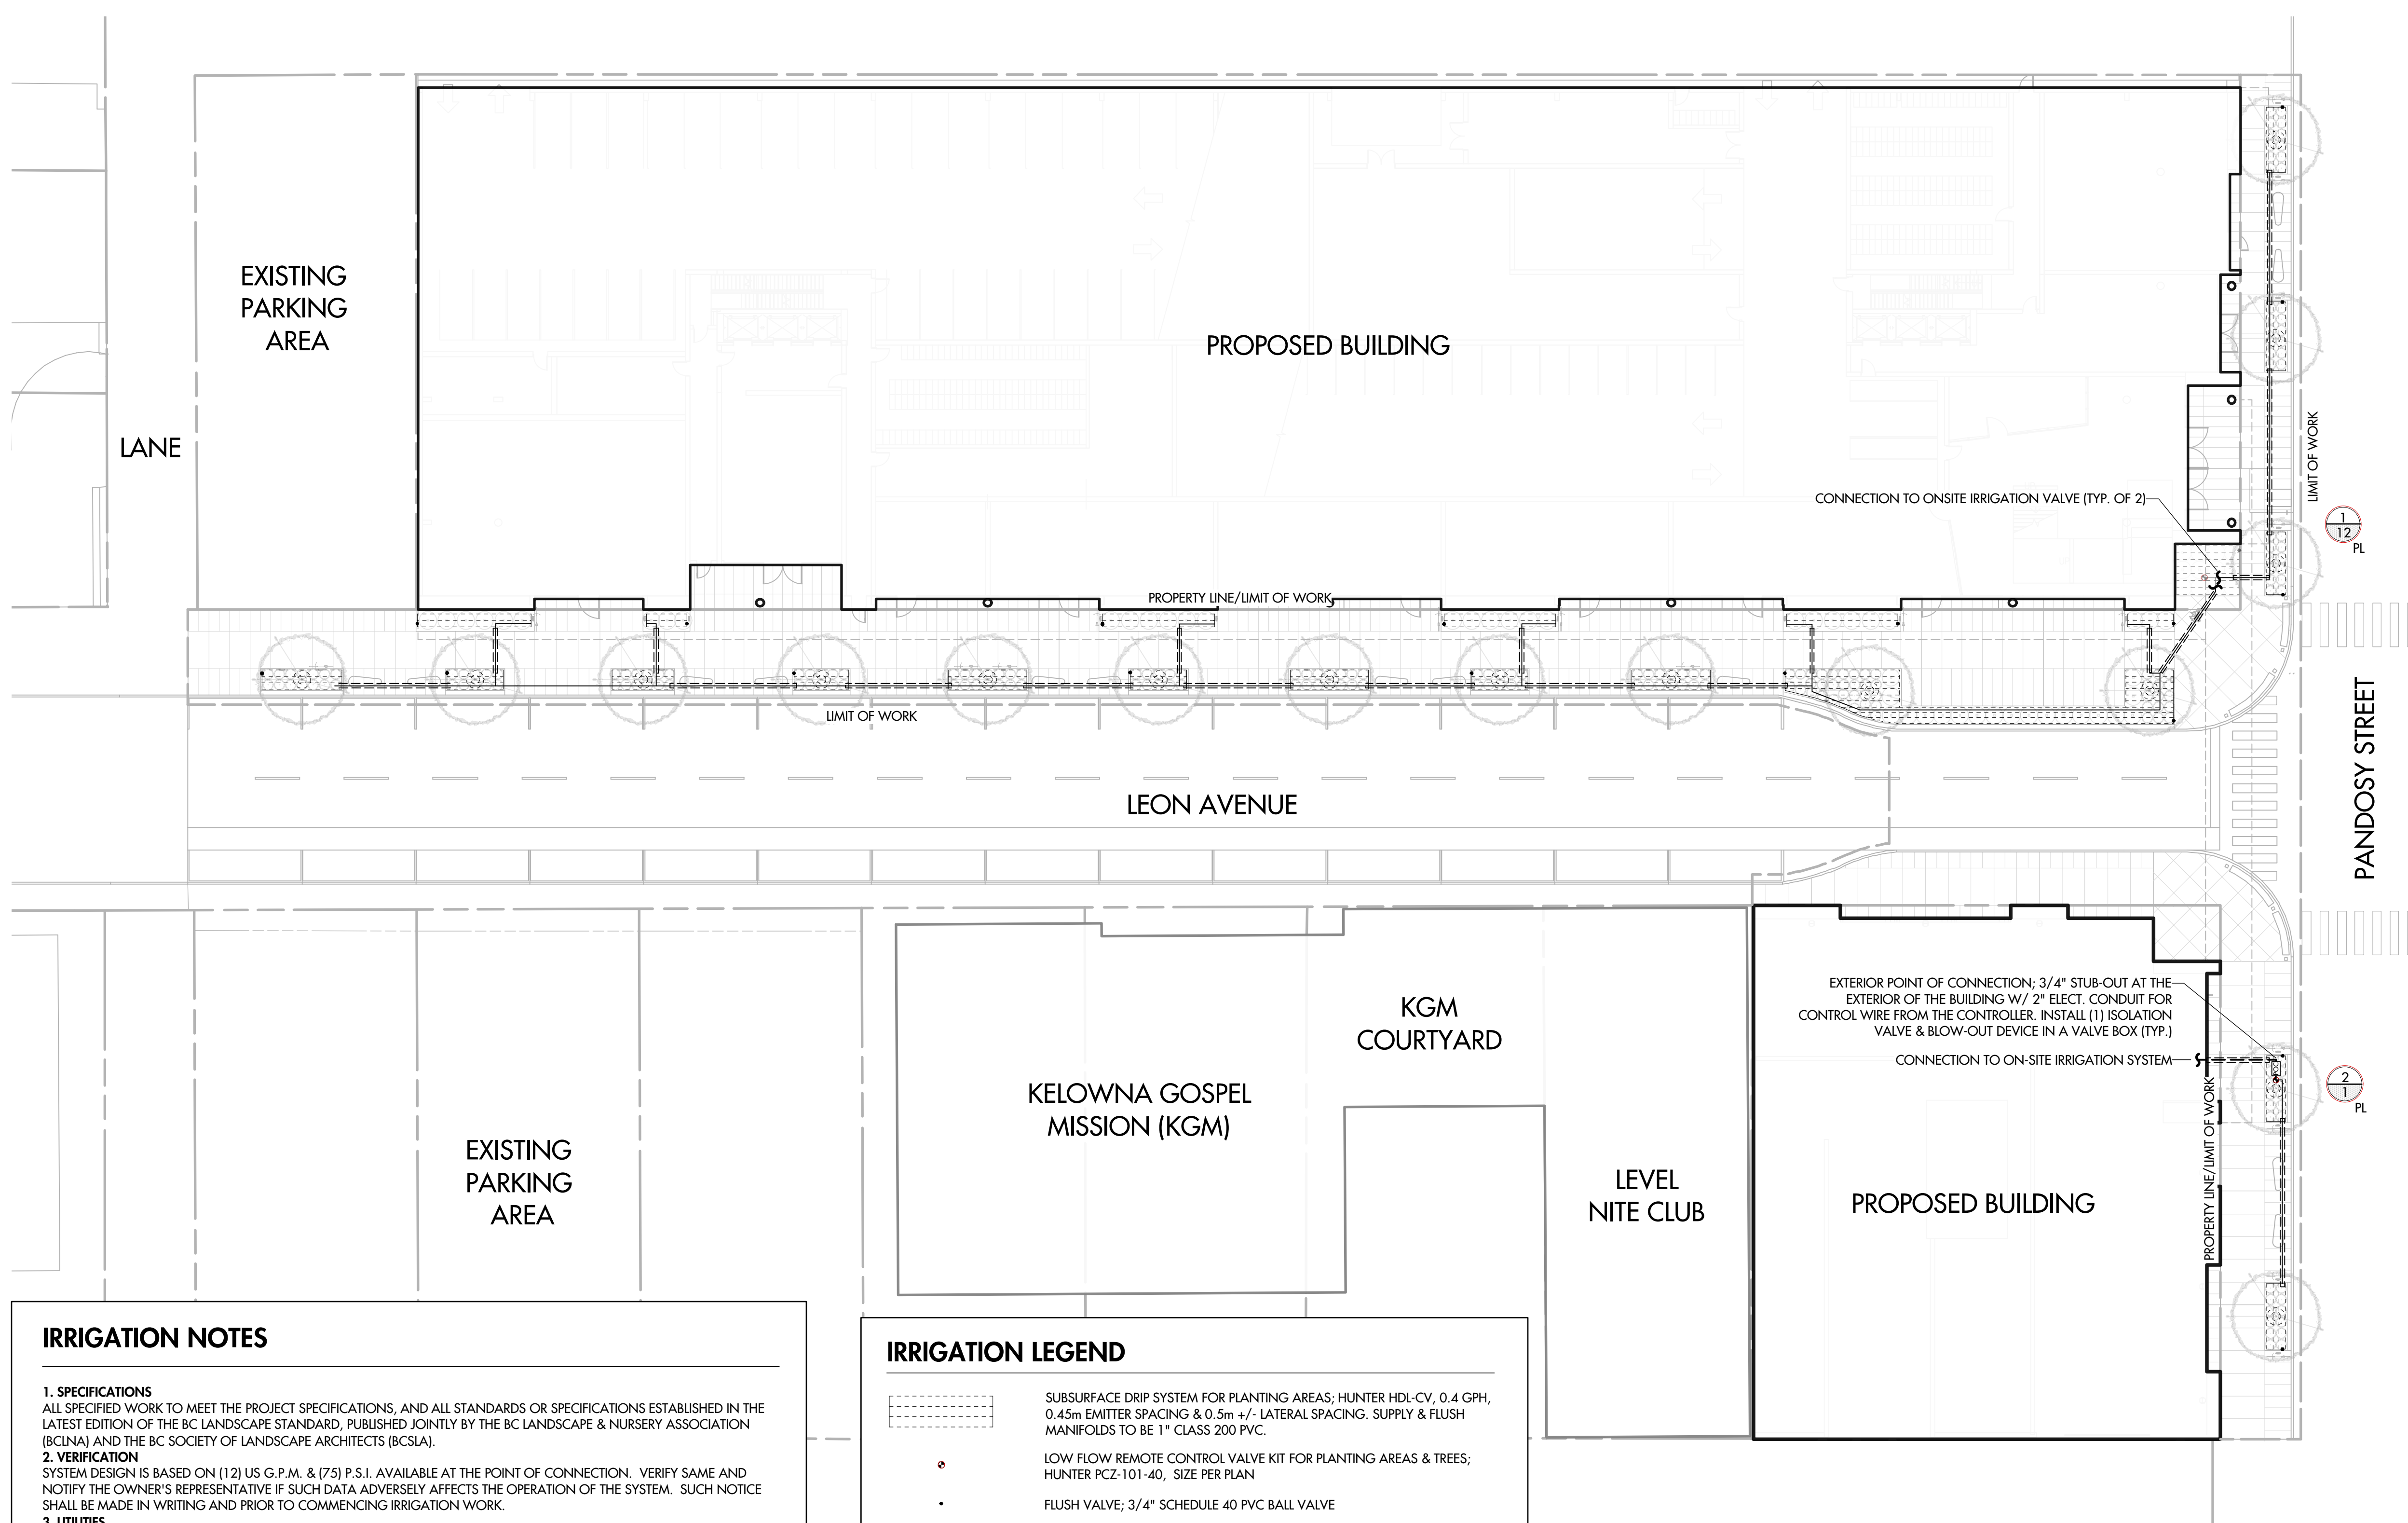 EXISTING
PARKING
AREA
PROPOSED BUILDING
LANE
LIMIT OF WORK
CONNECTION TO ONSITE IRRIGATION VALVE (TYP. OF 2)
1
12
PL
PROPERTY LINE/LIMIT OF WORK
LIMIT OF WORK
LEON AVENUE
PANDOSY STREET
EXTERIOR POINT OF CONNECTION; 3/4" STUB-OUT AT THE
EXTERIOR OF THE BUILDING W/ 2" ELECT. CONDUIT FOR
CONTROL WIRE FROM THE CONTROLLER. INSTALL (1) ISOLATION
VALVE & BLOW-OUT DEVICE IN A VALVE BOX (TYP.)
CONNECTION TO ON-SITE IRRIGATION SYSTEM
2
1
PL
PROPERTY LINE/LIMIT OF WORK
KGM
COURTYARD
KELOWNA GOSPEL
MISSION (KGM)
EXISTING
PARKING
AREA
LEVEL
NITE CLUB
PROPOSED BUILDING
IRRIGATION NOTES
1. SPECIFICATIONS
ALL SPECIFIED WORK TO MEET THE PROJECT SPECIFICATIONS, AND ALL STANDARDS OR SPECIFICATIONS ESTABLISHED IN THE
LATEST EDITION OF THE BC LANDSCAPE STANDARD, PUBLISHED JOINTLY BY THE BC LANDSCAPE & NURSERY ASSOCIATION
(BCLNA) AND THE BC SOCIETY OF LANDSCAPE ARCHITECTS (BCSLA).
2. VERIFICATION
SYSTEM DESIGN IS BASED ON (12) US G.P.M. & (75) P.S.I. AVAILABLE AT THE POINT OF CONNECTION. VERIFY SAME AND
NOTIFY THE OWNER'S REPRESENTATIVE IF SUCH DATA ADVERSELY AFFECTS THE OPERATION OF THE SYSTEM. SUCH NOTICE
SHALL BE MADE IN WRITING AND PRIOR TO COMMENCING IRRIGATION WORK.
3. UTILITIES
IRRIGATION LEGEND
SUBSURFACE DRIP SYSTEM FOR PLANTING AREAS; HUNTER HDL-CV, 0.4 GPH,
0.45m EMITTER SPACING & 0.5m +/- LATERAL SPACING. SUPPLY & FLUSH
MANIFOLDS TO BE 1" CLASS 200 PVC.
LOW FLOW REMOTE CONTROL VALVE KIT FOR PLANTING AREAS & TREES;
HUNTER PCZ-101-40, SIZE PER PLAN
FLUSH VALVE; 3/4" SCHEDULE 40 PVC BALL VALVE